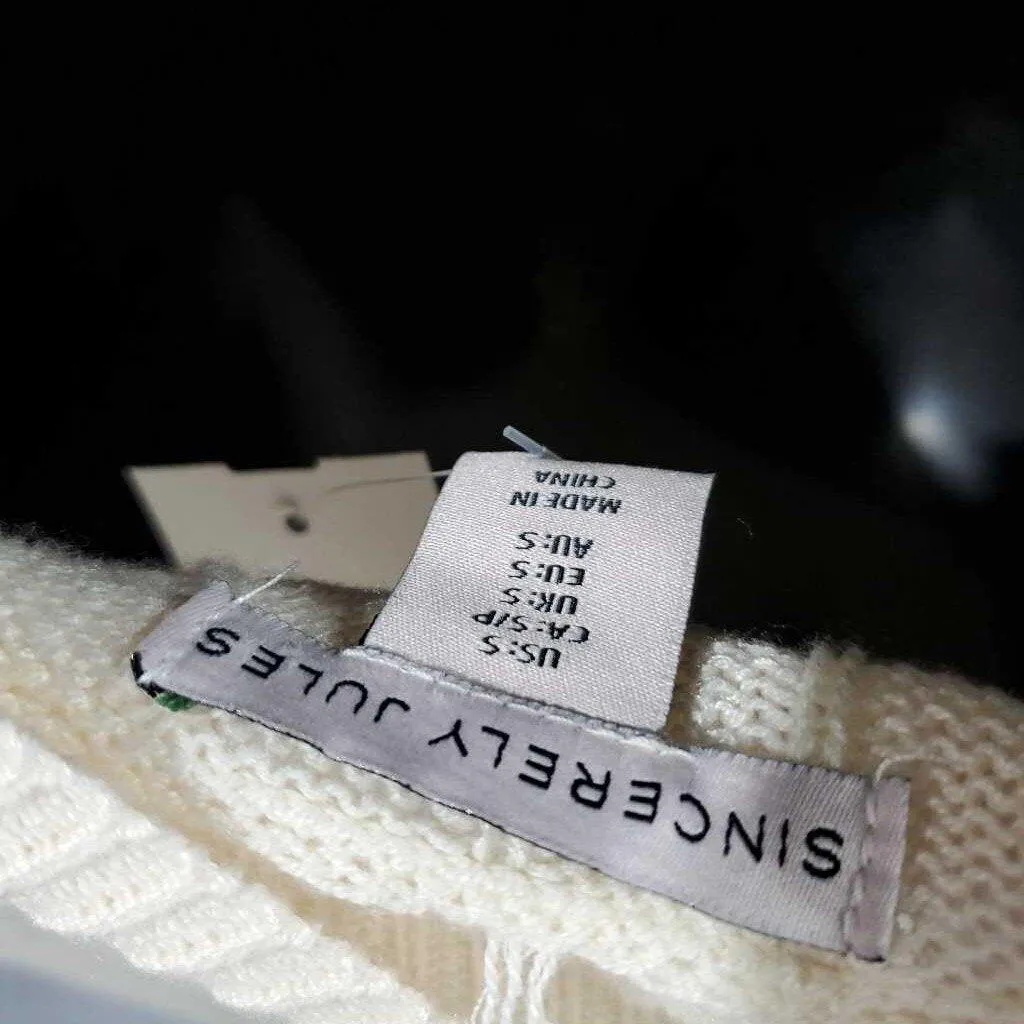 SINCERELY JULES
US:S
CA:S/P
UK:S
EU:S
AU:S
MADE IN
CHINA